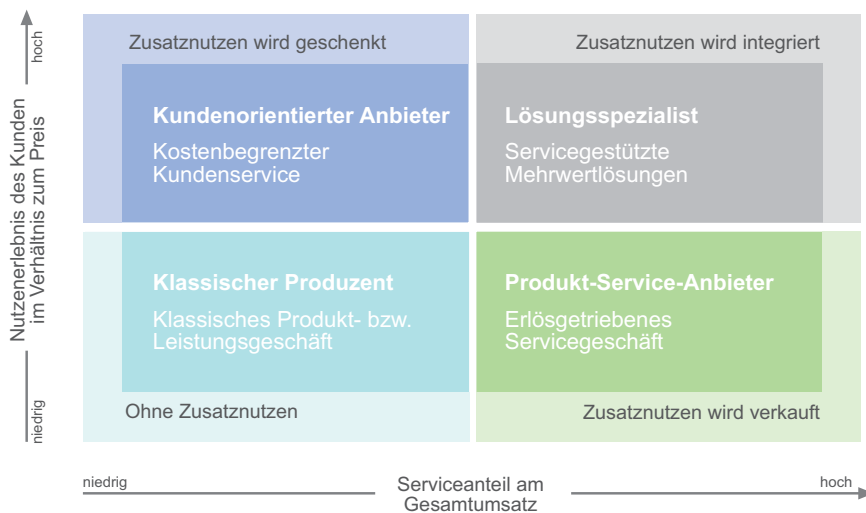 Nutzenerlebnis des Kunden
im Verhältnis zum Preis
hoch
niedrig
Zusatznutzen wird geschenkt
Kundenorientierter Anbieter
Kostenbegrenzter
Kundenservice
Zusatznutzen wird integriert
Lösungsspezialist
Servicegestützte
Mehrwertlösungen
Klassischer Produzent
Klassisches Produkt- bzw.
Leistungsgeschäft
Ohne Zusatznutzen
Produkt-Service-Anbieter
Erlösgetriebenes
Servicegeschäft
Zusatznutzen wird verkauft
niedrig
Serviceanteil am
Gesamtumsatz
hoch